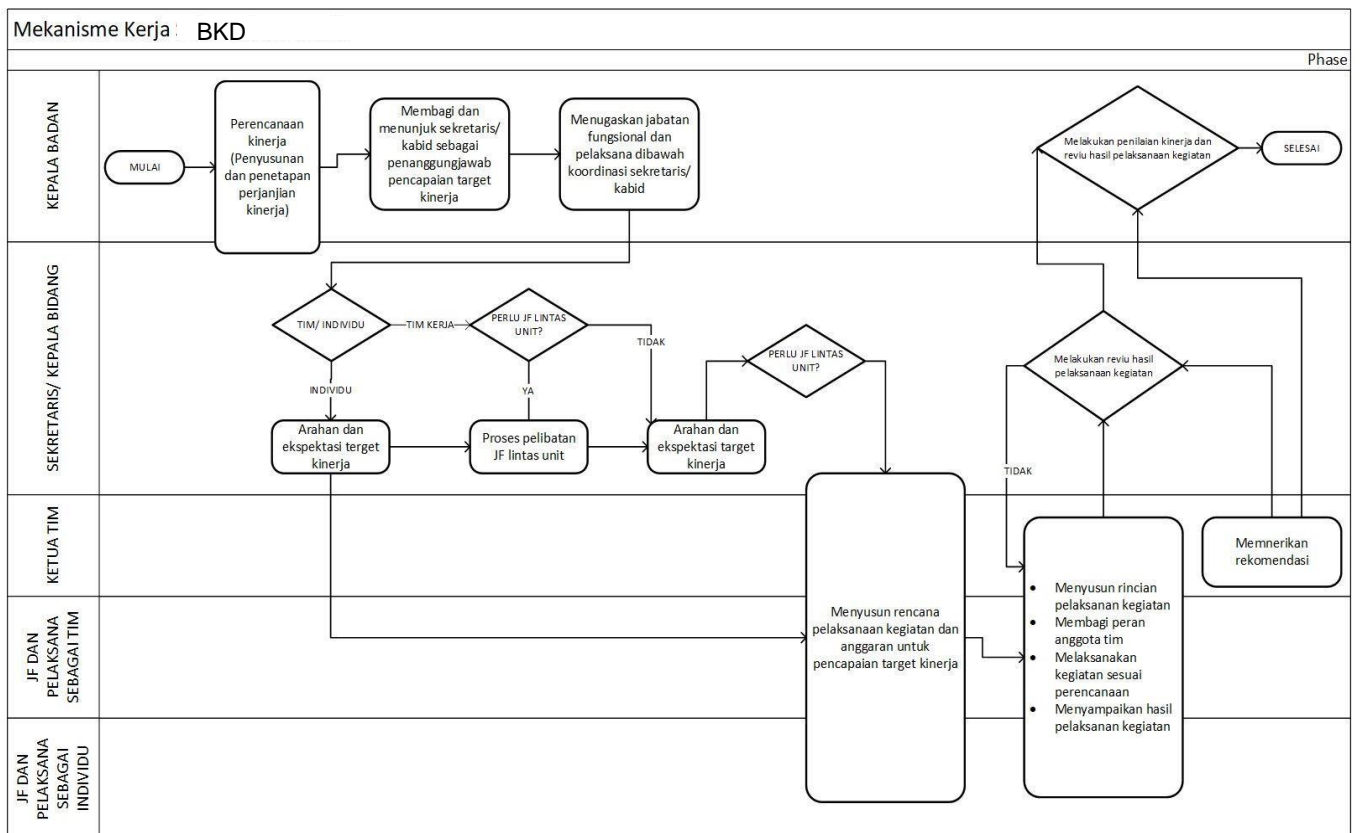 Mekanisme Kerja : BKD
Phase
KEPALA BADAN
MULAI
Perencanaan
kinerja
(Penyusunan
dan penetapan
perjanjian
kinerja)
Membagi dan
menunjuk sekretaris/
kabid sebagai
penanggungjawab
pencapaian target
kinerja
Menugaskan jabatan
fungsional dan
pelaksana dibawah
koordinasi sekretaris/
kabid
Melakukan penilaian kinerja dan
reviu hasil pelaksanaan kegiatan
SELESAI
SEKRETARIS/ KEPALA BIDANG
TIM/ INDIVIDU
TIM KERJA
PERLU JF LINTAS
UNIT?
TIDAK
PERLU JF LINTAS
UNIT?
Melakukan reviu hasil
pelaksanaan kegiatan
INDIVIDU
YA
Arahan dan
ekspektasi terget
kinerja
Proses pelibatan
JF lintas unit
Arahan dan
ekspektasi target
kinerja
TIDAK
KETUA TIM
Memnerikan
rekomendasi
JF DAN
PELAKSANA
SEBAGAI TIM
Menyusun rencana
pelaksanaan kegiatan dan
anggaran untuk
pencapaian target kinerja
• Menyusun rincian
pelaksanan kegiatan
• Membagi peran
anggota tim
• Melaksanakan
kegiatan sesuai
perencanaan
• Menyampaikan hasil
pelaksanan kegiatan
JF DAN
PELAKSANA
SEBAGAI
INDIVIDU